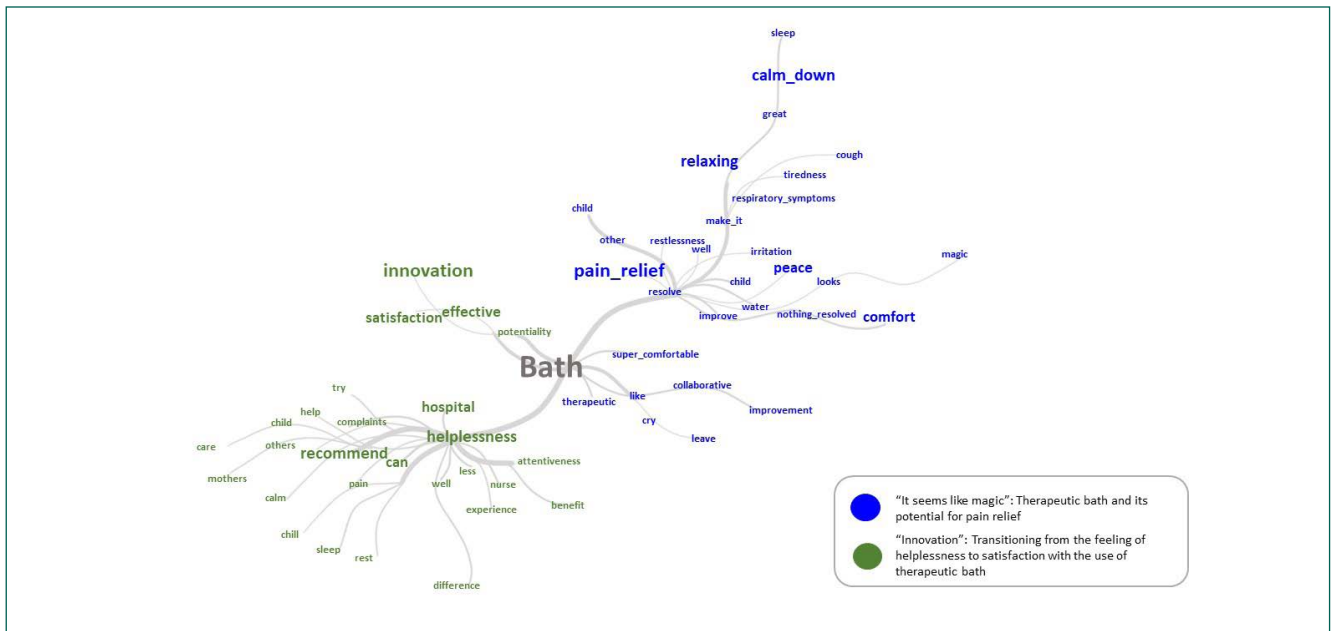 sleep
calm_down
great
relaxing
cough
tiredness
respiratory_symptoms
child
make_it
other
restlessness
well
irritation
magic
innovation
pain_relief
peace
child
looks
resolve
water
satisfaction
effective
improve
nothing_resolved
comfort
potentiality
Bath
super_comfortable
collaborative
try
therapeutic
like
improvement
hospital
help
child
complaints
cry
helplessness
leave
care
others
recommend
can
attentiveness
mothers
less
pain
well
nurse
calm
experience
benefit
chill
sleep
rest
difference
“It seems like magic”: Therapeutic bath and its
potential for pain relief
“Innovation”: Transitioning from the feeling of
helplessness to satisfaction with the use of
therapeutic bath